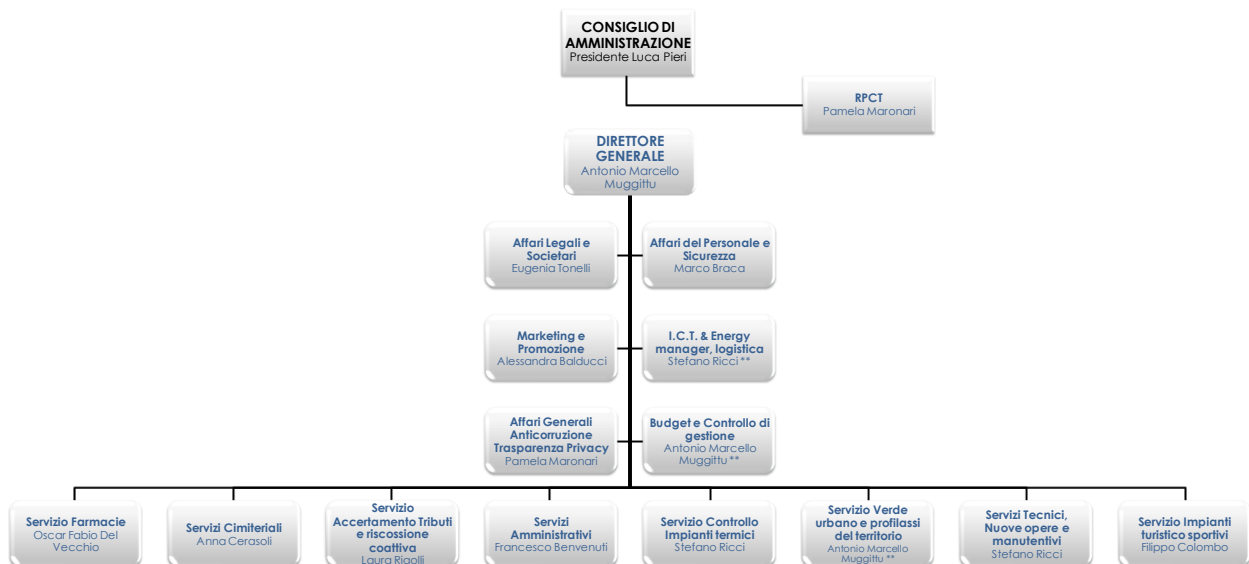 CONSIGLIO DI
AMMINISTRAZIONE
Presidente Luca Pieri
RPCT
Pamela Maronari
DIRETTORE
GENERALE
Antonio Marcello
Muggittu
Affari Legali e
Societari
Eugenia Tonelli
Affari del Personale e
Sicurezza
Marco Braca
Marketing e
Promozione
Alessandra Balducci
I.C.T. & Energy
manager, logistica
Stefano Ricci **
Affari Generali
Anticorruzione
Trasparenza Privacy
Pamela Maronari
Budget e Controllo di
gestione
Antonio Marcello
Muggittu **
Servizio Farmacie
Oscar Fabio Del
Vecchio
Servizi Cimiteriali
Anna Cerasoli
Servizio
Accertamento Tributi
e riscossione
coattiva
Laura Rigolli
Servizi
Amministrativi
Francesco Benvenuti
Servizio Controllo
Impianti termici
Stefano Ricci
Servizio Verde
urbano e profilassi
del territorio
Antonio Marcello
Muggittu **
Servizi Tecnici,
Nuove opere e
manutentivi
Stefano Ricci
Servizio Impianti
turistico sportivi
Filippo Colombo